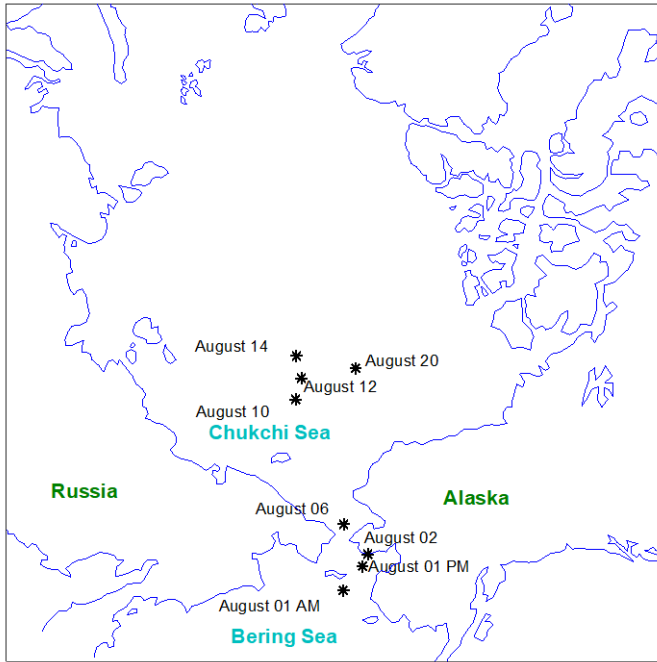 August 14
August 20
August 12
August 10
Chukchi Sea
Russia
Alaska
August 06
August 02
August 01 PM
August 01 AM
Bering Sea